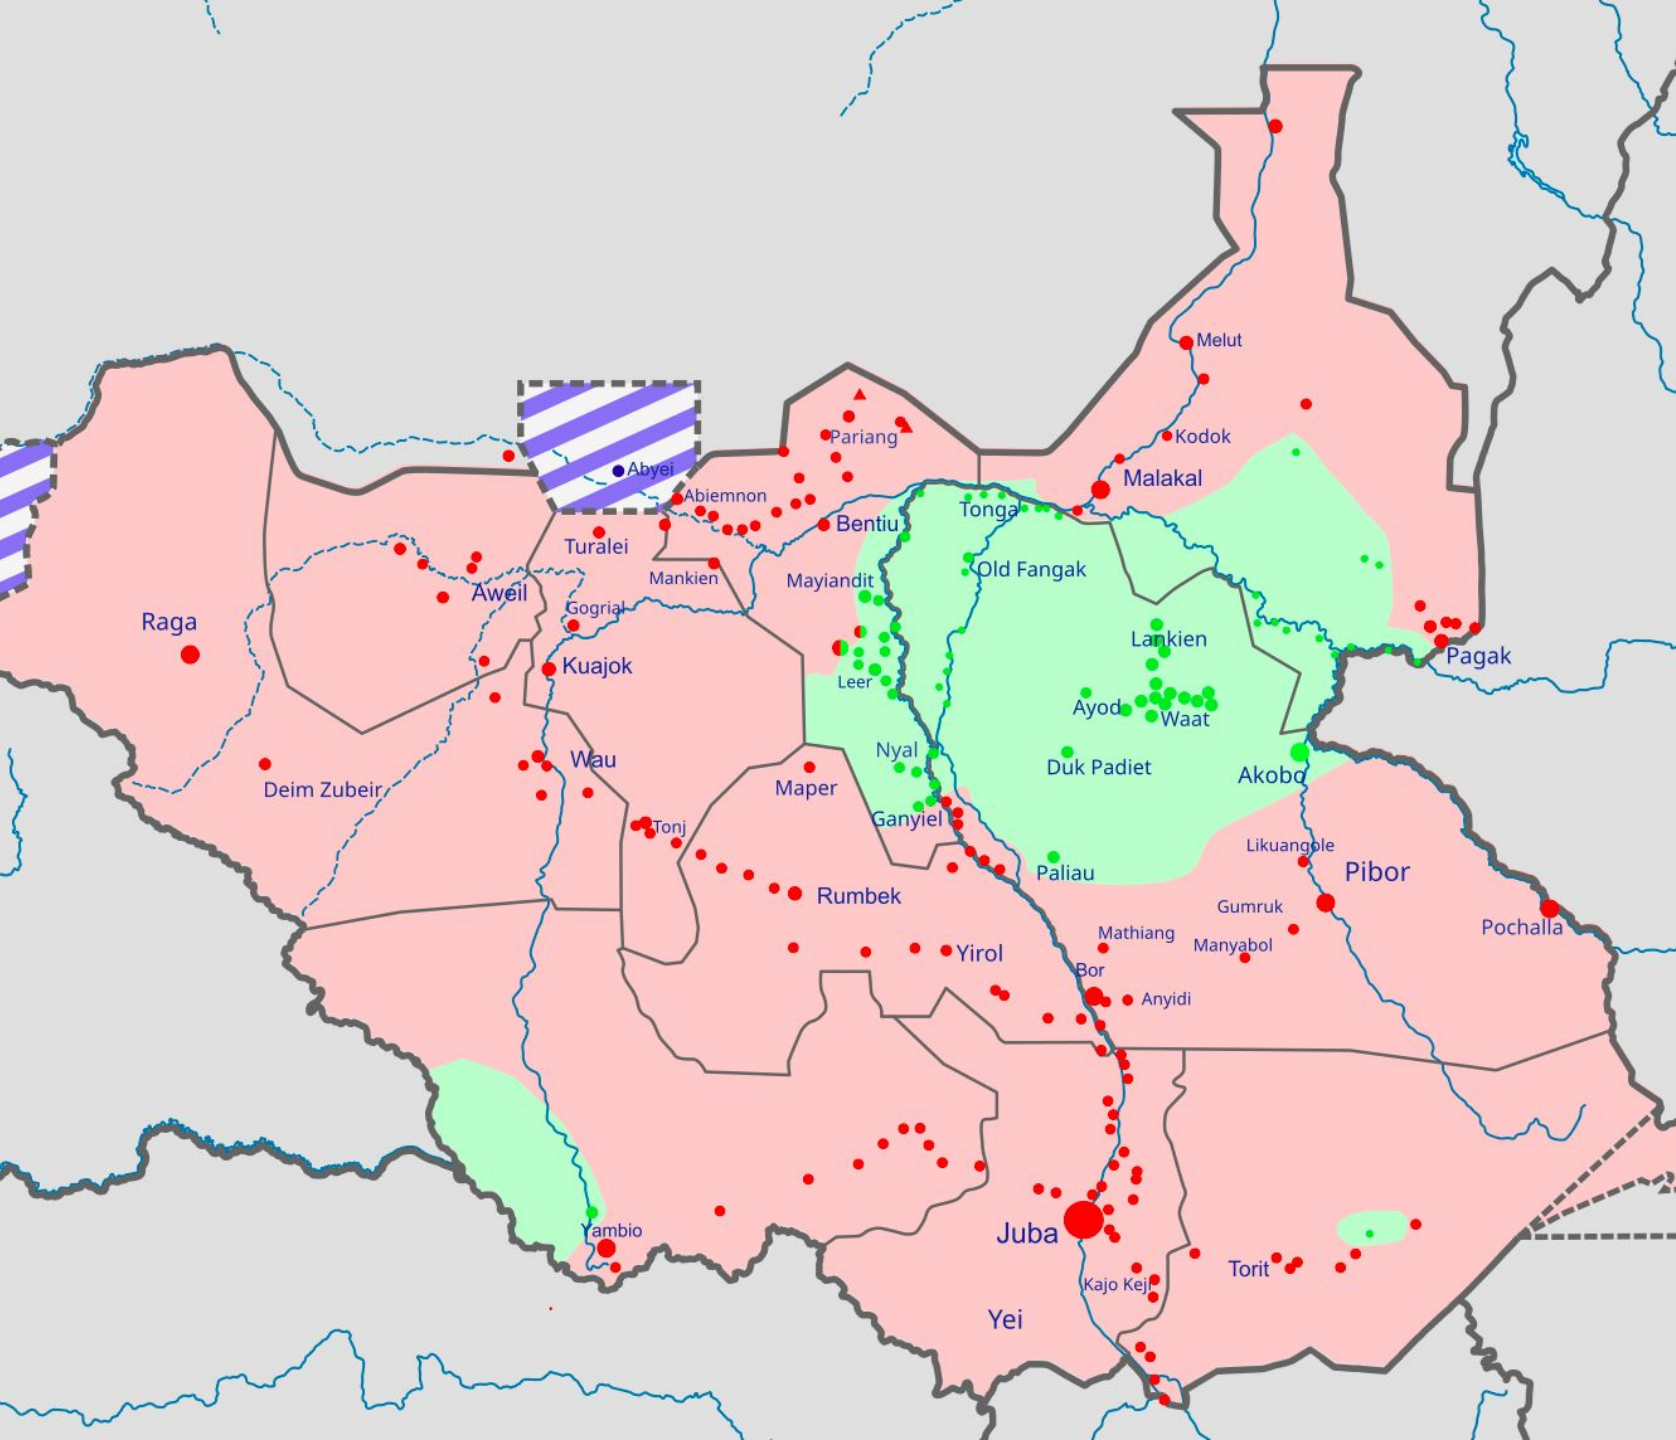 Melut
Kodok
Pariang
Abyei
Malakal
Abiemnon
Tonga
Bentiu
Turalei
Old Fangak
Mankien
Mayiandit
Aweil
Gogrial
Raga
Lankien
Pagak
Kuajok
Leer
Ayod
Waat
Nyal
Wau
Duk Padiet
Akobo
Deim Zubeir
Maper
Ganyiel
Tonj
Likuangole
Paliau
Pibor
Rumbek
Gumruk
Pochalla
Mathiang
Manyabol
Yirol
Bor
Anyidi
Yambio
Juba
Torit
Kajo Keji
Yei